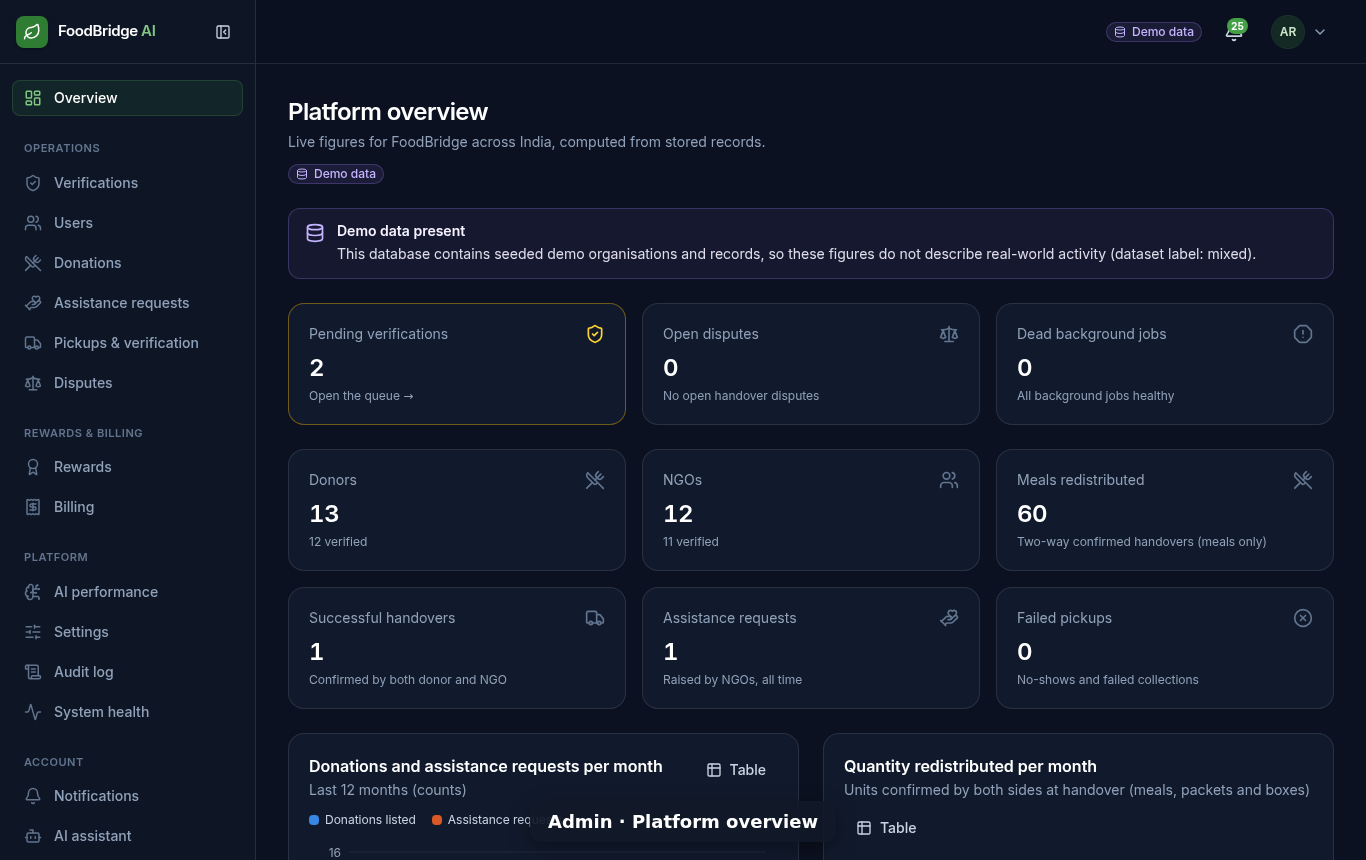 FoodBridge AI
Demo data
25
AR
Overview
OPERATIONS
Verifications
Users
Donations
Assistance requests
Pickups & verification
Disputes
REWARDS & BILLING
Rewards
Billing
PLATFORM
AI performance
Settings
Audit log
System health
ACCOUNT
Notifications
AI assistant
Platform overview
Live figures for FoodBridge across India, computed from stored records.
Demo data
Demo data present
This database contains seeded demo organisations and records, so these figures do not describe real-world activity (dataset label: mixed).
Pending verifications
2
Open the queue →
Open disputes
0
No open handover disputes
Dead background jobs
0
All background jobs healthy
Donors
13
12 verified
NGOs
12
11 verified
Meals redistributed
60
Two-way confirmed handovers (meals only)
Successful handovers
1
Confirmed by both donor and NGO
Assistance requests
1
Raised by NGOs, all time
Failed pickups
0
No-shows and failed collections
Donations and assistance requests per month
Table
Last 12 months (counts)
Donations listed
Assistance
16
Quantity redistributed per month
Units confirmed by both sides at handover (meals, packets and boxes)
Table
Admin · Platform overview